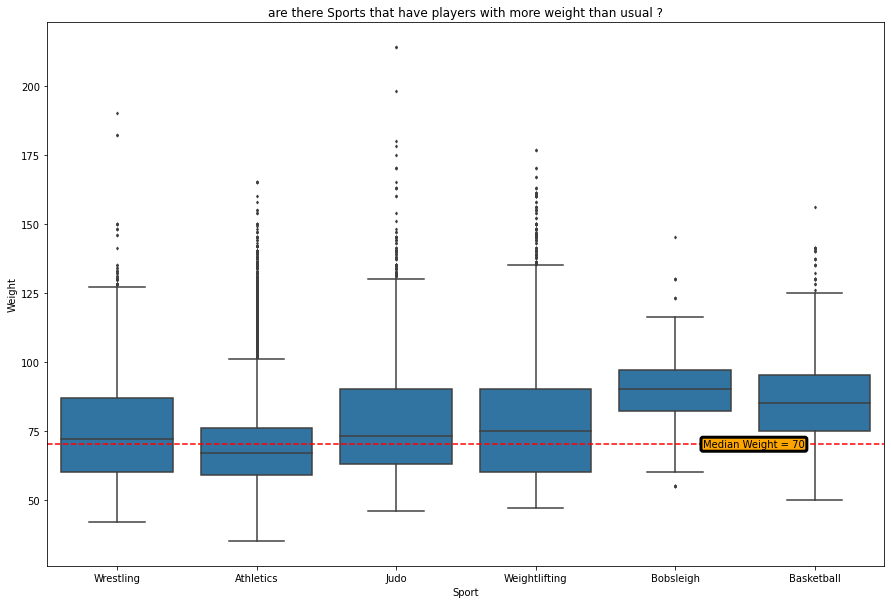 are there Sports that have players with more weight than usual ?
Weight
200
175
150
125
100
75
50
Median Weight = 70
Wrestling
Athletics
Judo
Weightlifting
Bobsleigh
Basketball
Sport